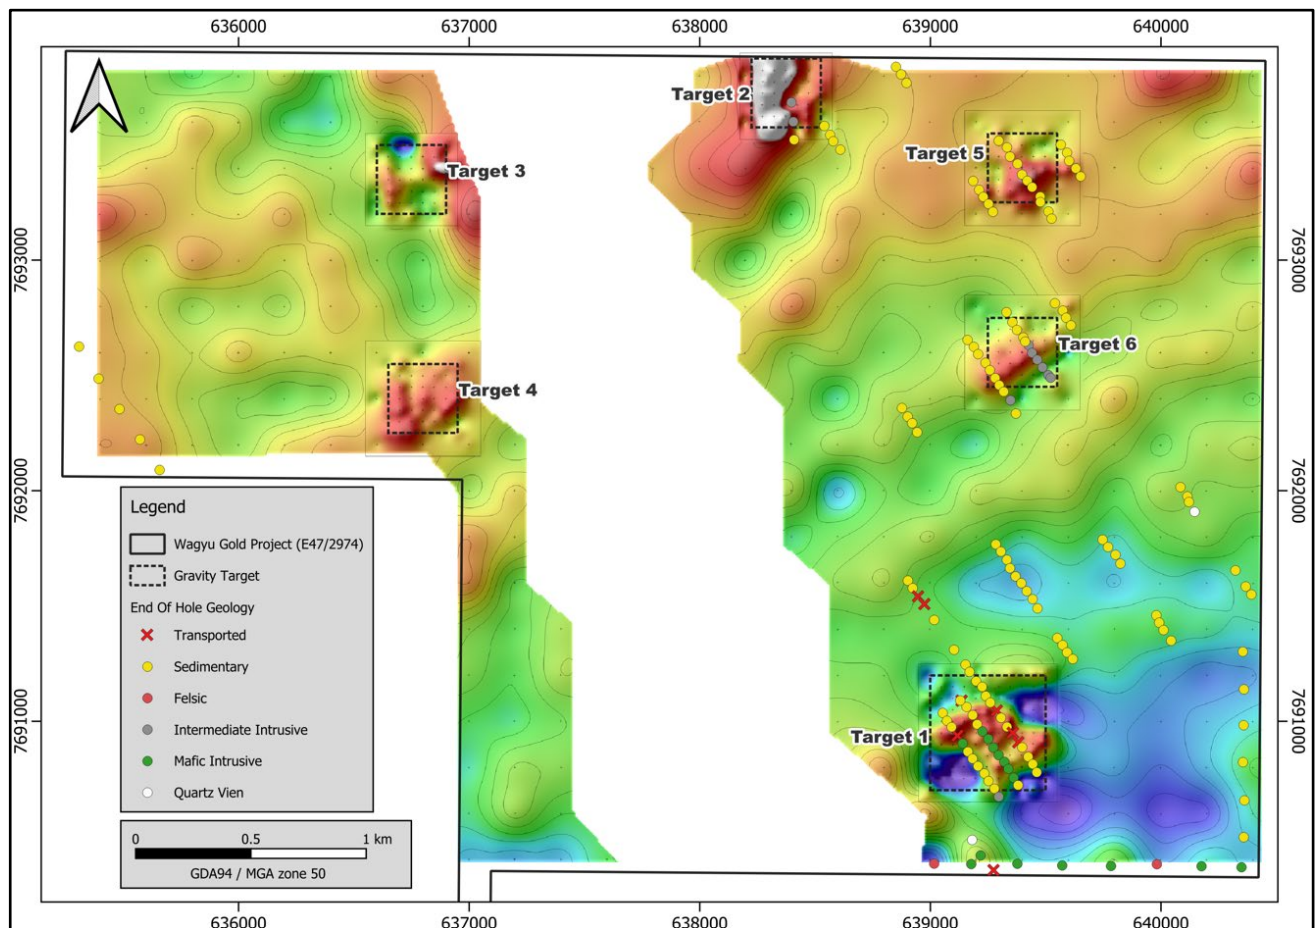 636000 637000 638000 639000 640000
Target 2
Target 5
Target 3
7693000 7693000
Target 6
Target 4
7692000 7692000
Legend
Wagyu Gold Project (E47/2974)
Gravity Target
End Of Hole Geology
Transported
Sedimentary
Felsic
Intermediate Intrusive
Mafic Intrusive
Quartz Vien
7691000 7691000
Target 1
0 0.5 1 km
GDA94 / MGA zone 50
636000 637000 638000 639000 640000